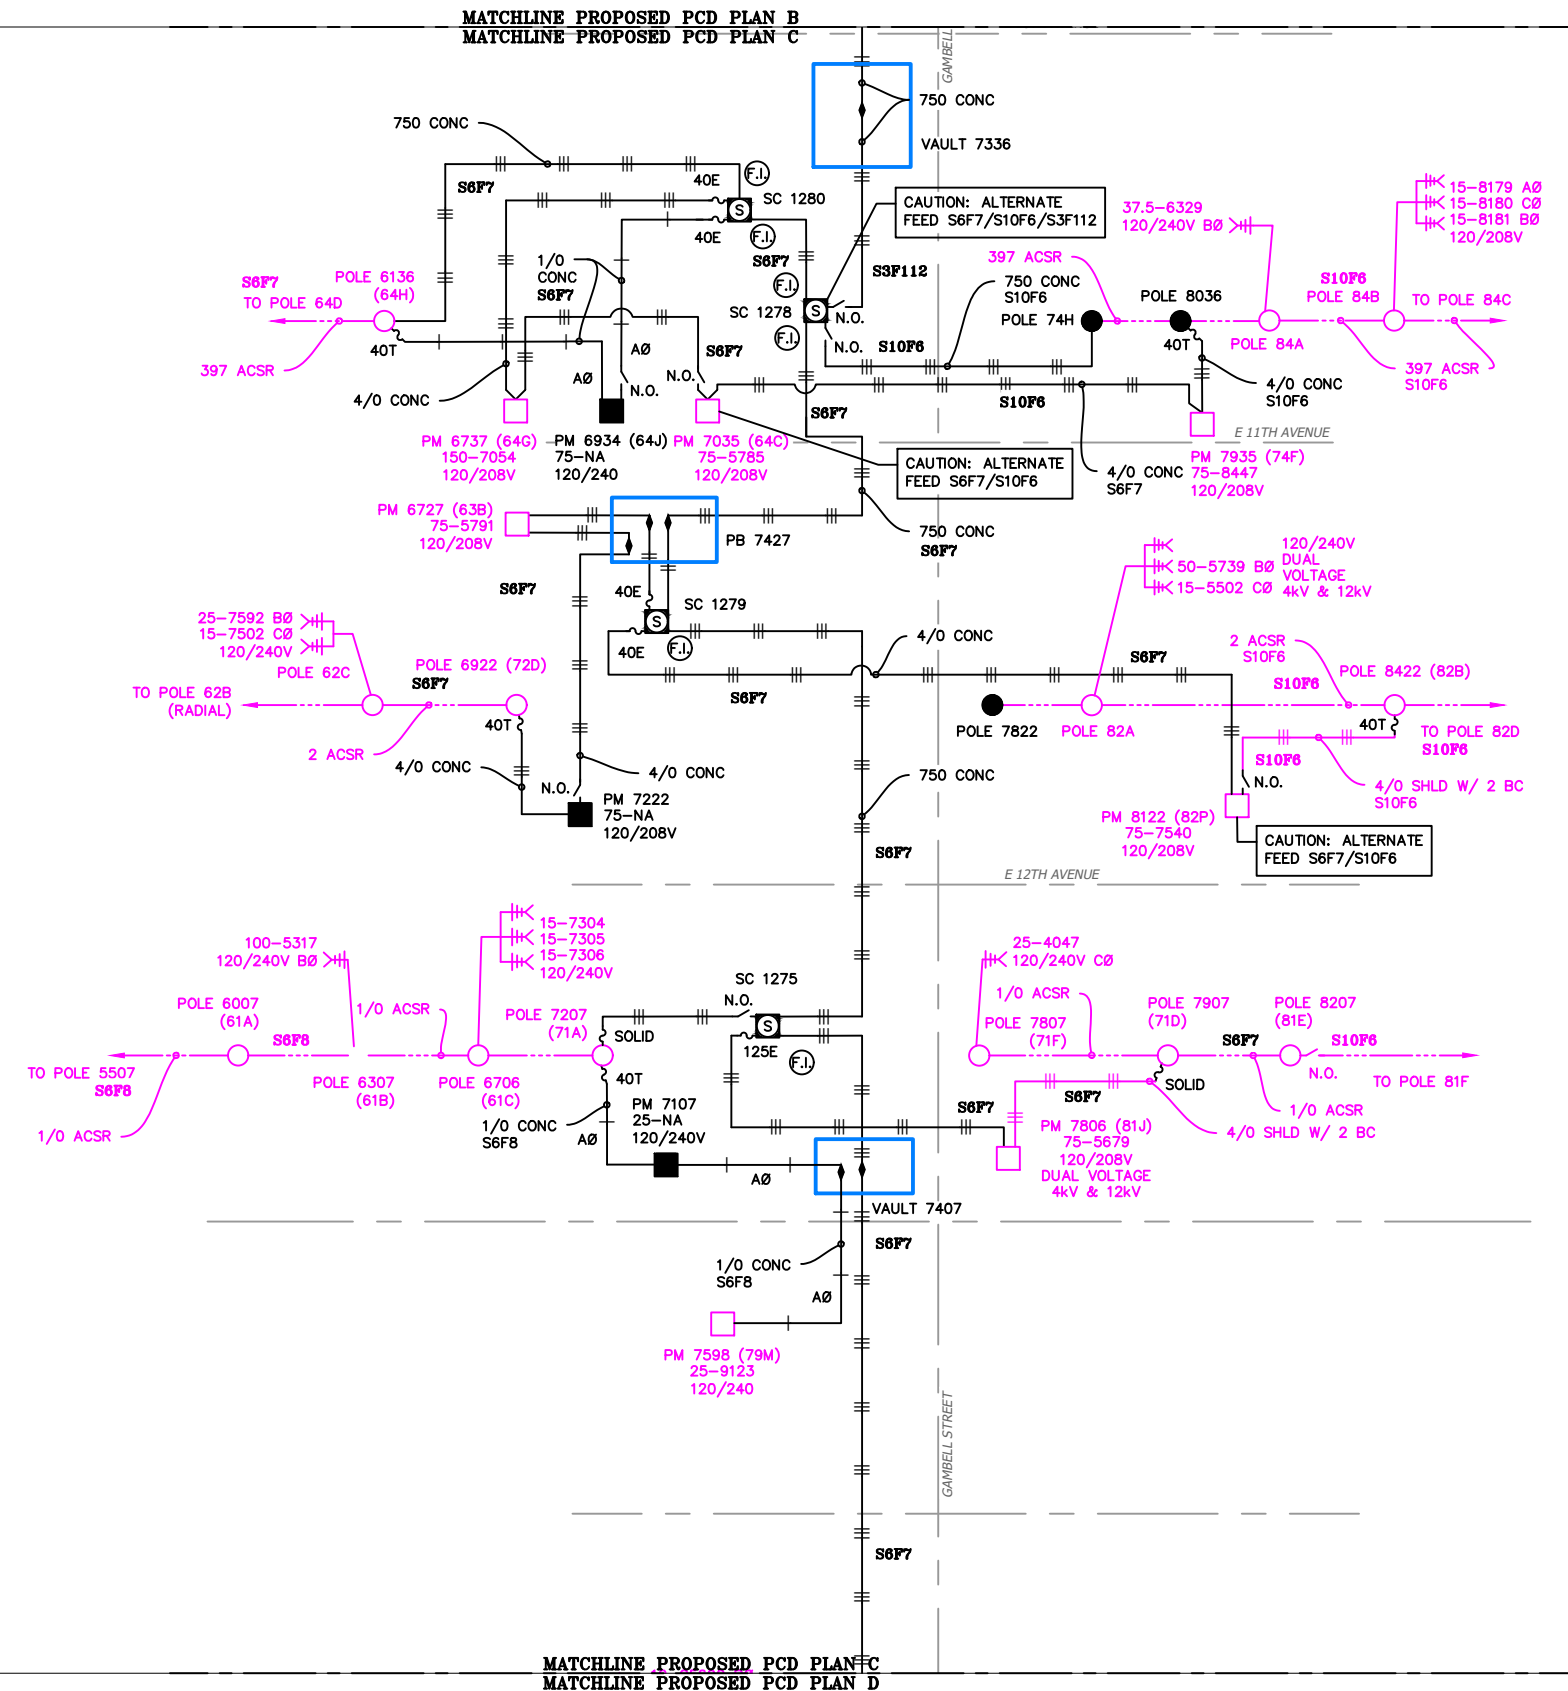 MATCHLINE PROPOSED PCD PLAN B
MATCHLINE PROPOSED PCD PLAN C
GAMBELL
750 CONC
VAULT 7336
750 CONC
S6F7
40E
F.I.
SC 1280
S
40E
F.I.
S6F7
CAUTION: ALTERNATE
FEED S6F7/S10F6/S3F112
37.5-6329
120/240V BØ
15-8179 AØ
15-8180 CØ
15-8181 BØ
120/208V
S6F7
TO POLE 64D
POLE 6136
(64H)
1/0
CONC
S6F7
F.I.
SC 1278
S
N.O.
F.I.
N.O.
S3F112
397 ACSR
750 CONC
S10F6
POLE 74H
POLE 8036
S10F6
POLE 84B
TO POLE 84C
POLE 84A
40T
397 ACSR
40T
AØ
AØ
N.O.
S6F7
N.O.
S10F6
4/0 CONC
S10F6
397 ACSR
S10F6
4/0 CONC
S6F7
S10F6
PM 6737 (64G)
150-7054
120/208V
PM 6934 (64J)
75-NA
120/240
PM 7035 (64C)
75-5785
120/208V
E 11TH AVENUE
CAUTION: ALTERNATE
FEED S6F7/S10F6
4/0 CONC
S6F7
PM 7935 (74F)
75-8447
120/208V
PM 6727 (63B)
75-5791
120/208V
PB 7427
750 CONC
S6F7
S6F7
40E
SC 1279
S
40E
F.I.
120/240V
DUAL
VOLTAGE
4kV & 12kV
50-5739 BØ
15-5502 CØ
25-7592 BØ
15-7502 CØ
120/240V
POLE 62C
POLE 6922 (72D)
S6F7
TO POLE 62B
(RADIAL)
40T
2 ACSR
4/0 CONC
4/0 CONC
S6F7
S6F7
2 ACSR
S10F6
S10F6
POLE 8422 (82B)
POLE 7822
POLE 82A
40T
TO POLE 82D
S10F6
S10F6
N.O.
4/0 SHLD W/ 2 BC
S10F6
N.O.
4/0 CONC
PM 7222
75-NA
120/208V
750 CONC
S6F7
PM 8122 (82P)
75-7540
120/208V
CAUTION: ALTERNATE
FEED S6F7/S10F6
E 12TH AVENUE
100-5317
120/240V BØ
15-7304
15-7305
15-7306
120/240V
25-4047
120/240V CØ
POLE 6007
(61A)
S6F8
1/0 ACSR
POLE 7207
(71A)
SOLID
SC 1275
N.O.
S
125E
F.I.
1/0 ACSR
POLE 7807
(71F)
POLE 7907
(71D)
POLE 8207
(81E)
S6F7
S10F6
N.O.
TO POLE 81F
TO POLE 5507
S6F8
POLE 6307
(61B)
POLE 6706
(61C)
40T
1/0 CONC
S6F8
AØ
PM 7107
25-NA
120/240V
SOLID
S6F7
S6F7
1/0 ACSR
4/0 SHLD W/ 2 BC
1/0 ACSR
PM 7806 (81J)
75-5679
120/208V
DUAL VOLTAGE
4kV & 12kV
AØ
VAULT 7407
S6F7
1/0 CONC
S6F8
AØ
PM 7598 (79M)
25-9123
120/240
GAMBELL STREET
S6F7
MATCHLINE PROPOSED PCD PLAN C
MATCHLINE PROPOSED PCD PLAN D